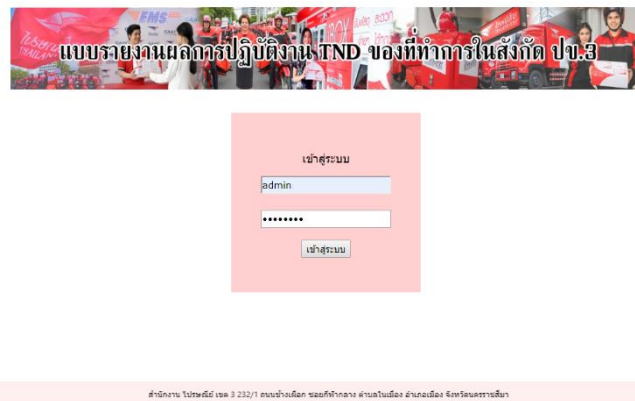 EMS
แบบรายงานผลการปฏิบัติงาน TND ของที่ทำการในสังกัด ปข.3
เข้าสู่ระบบ
admin
••••••••
เข้าสู่ระบบ
สำนักงาน ไปรษณีย์ เขต 3 232/1 ถนนช้างเผือก ซอยกีฬากลาง ตำบลในเมือง อำเภอเมือง จังหวัดนครราชสีมา